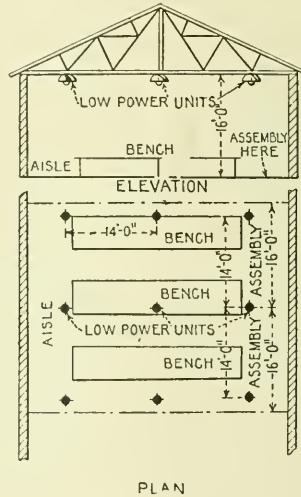 LOW POWER UNITS
16'-0"
ASSEMBLY
HERE
BENCH
AISLE
ELEVATION
14'-0"
BENCH
14'-0"
ASSEMBLY
16'-0"
BENCH
AISLE
LOW POWER UNITS
BENCH
14'-0"
ASSEMBLY
16'-0"
PLAN